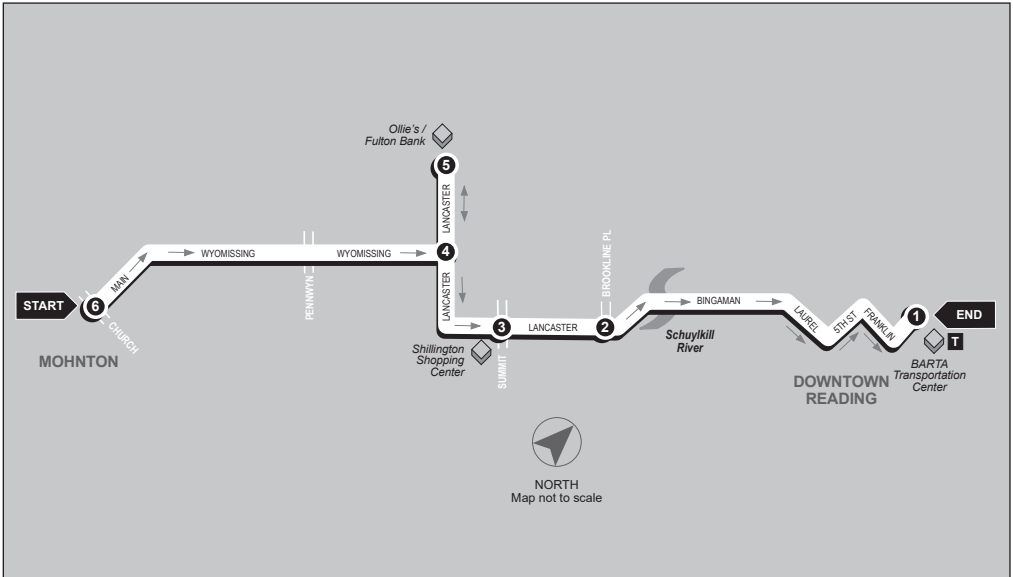 Ollie's /
Fulton Bank
5
LANCASTER
WYOMISSING
WYOMISSING
4
MAIN
PENNWYN
LANCASTER
BROOKLINE PL
START
6
CHURCH
MOHNTON
3
LANCASTER
2
BINGAMAN
LAUREL
5TH ST
FRANKLIN
1
END
Shillington
Shopping
Center
SUMMIT
Schuylkill
River
T
BARTA
Transportation
Center
DOWNTOWN
READING
NORTH
Map not to scale